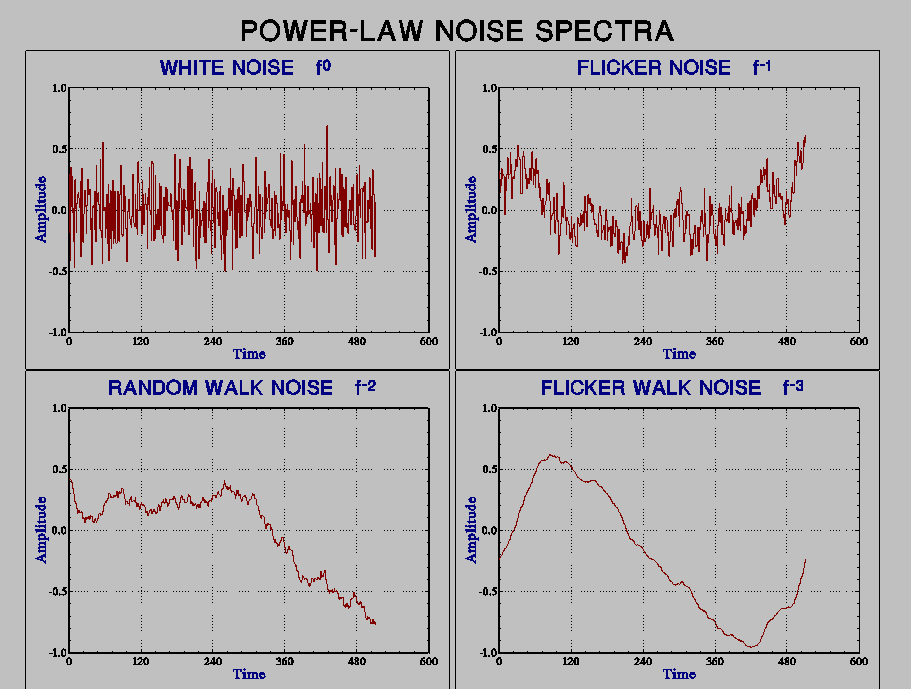 POWER-LAW NOISE SPECTRA
WHITE NOISE f0
1.0
0.5
0.0
-0.5
-1.0
Amplitude
0 120 240 360 480 600
Time
FLICKER NOISE f-1
1.0
0.5
0.0
-0.5
-1.0
Amplitude
0 120 240 360 480 600
Time
RANDOM WALK NOISE f-2
1.0
0.5
0.0
-0.5
-1.0
Amplitude
0 120 240 360 480 600
Time
FLICKER WALK NOISE f-3
1.0
0.5
0.0
-0.5
-1.0
Amplitude
0 120 240 360 480 600
Time